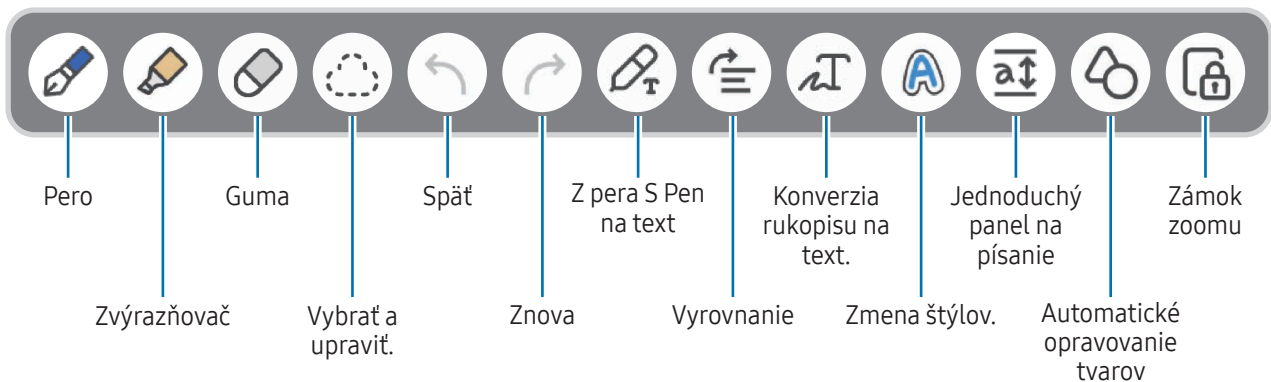 Pero
Guma
Späť
Z pera S Pen
na text
Konverzia
rukopisu na
text.
Jednoduchý
panel na
písanie
Zámok
zoomu
Zvýrazňovač
Vybrať a
upraviť.
Znova
Vyrovnanie
Zmena štýlov.
Automatické
opravovanie
tvarov